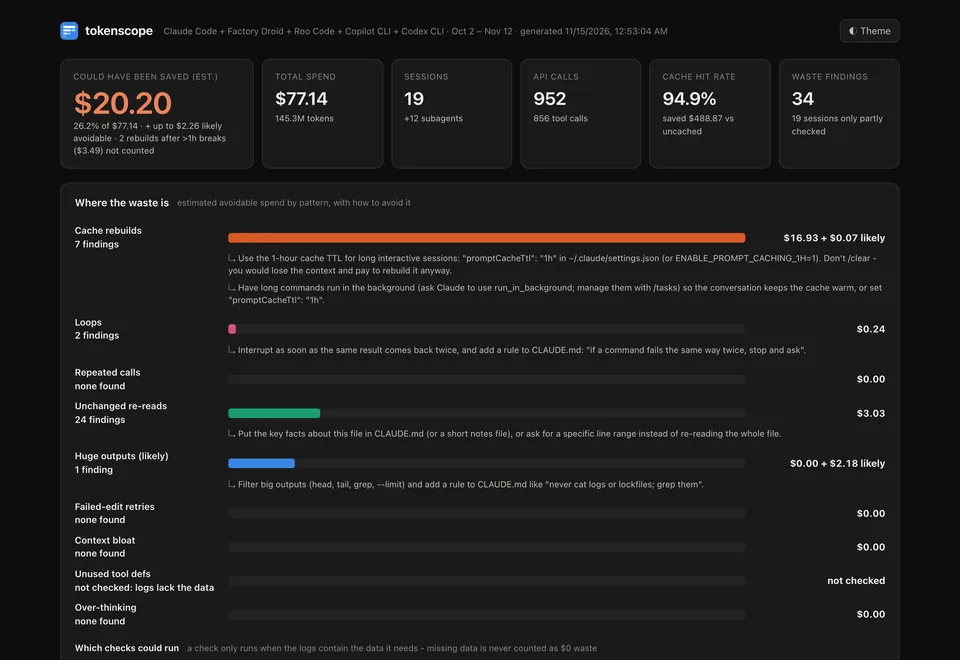 tokenscope Claude Code + Factory Droid + Roo Code + Copilot CLI + Codex CLI · Oct 2 – Nov 12 · generated 11/15/2026, 12:53:04 AM
Theme
COULD HAVE BEEN SAVED (EST.)
$20.20
26.2% of $77.14 · + up to $2.26 likely
avoidable · 2 rebuilds after >1h breaks
($3.49) not counted
TOTAL SPEND
$77.14
145.3M tokens
SESSIONS
19
+12 subagents
API CALLS
952
856 tool calls
CACHE HIT RATE
94.9%
saved $488.87 vs
uncached
WASTE FINDINGS
34
19 sessions only partly
checked
Where the waste is estimated avoidable spend by pattern, with how to avoid it
Cache rebuilds
7 findings
$16.93 + $0.07 likely
Use the 1-hour cache TTL for long interactive sessions: "promptCacheTtl": "1h" in ~/.claude/settings.json (or ENABLE_PROMPT_CACHING_1H=1). Don't /clear -
you would lose the context and pay to rebuild it anyway.
Have long commands run in the background (ask Claude to use run_in_background; manage them with /tasks) so the conversation keeps the cache warm, or set
"promptCacheTtl": "1h".
Loops
2 findings
$0.24
Interrupt as soon as the same result comes back twice, and add a rule to CLAUDE.md: "if a command fails the same way twice, stop and ask".
Repeated calls
none found
$0.00
Unchanged re-reads
24 findings
$3.03
Put the key facts about this file in CLAUDE.md (or a short notes file), or ask for a specific line range instead of re-reading the whole file.
Huge outputs (likely)
1 finding
$0.00 + $2.18 likely
Filter big outputs (head, tail, grep, --limit) and add a rule to CLAUDE.md like "never cat logs or lockfiles; grep them".
Failed-edit retries
none found
$0.00
Context bloat
none found
$0.00
Unused tool defs
not checked: logs lack the data
not checked
Over-thinking
none found
$0.00
Which checks could run a check only runs when the logs contain the data it needs - missing data is never counted as $0 waste